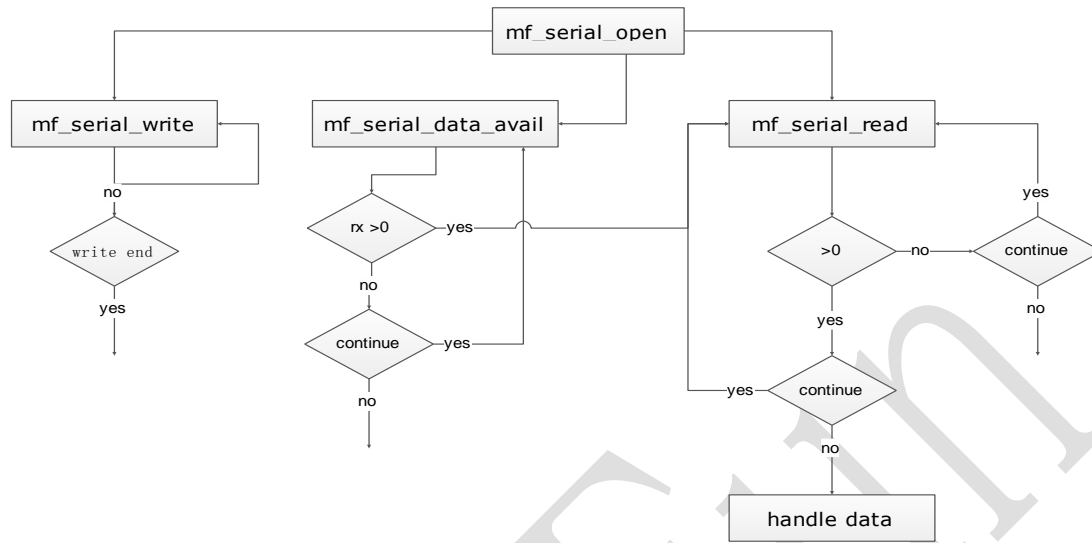 mf_serial_open
mf_serial_write
mf_serial_data_avail
mf_serial_read
no
yes
rx >0
yes
write end
>0
no
continue
no
yes
yes
no
continue
yes
continue
yes
no
no
handle data